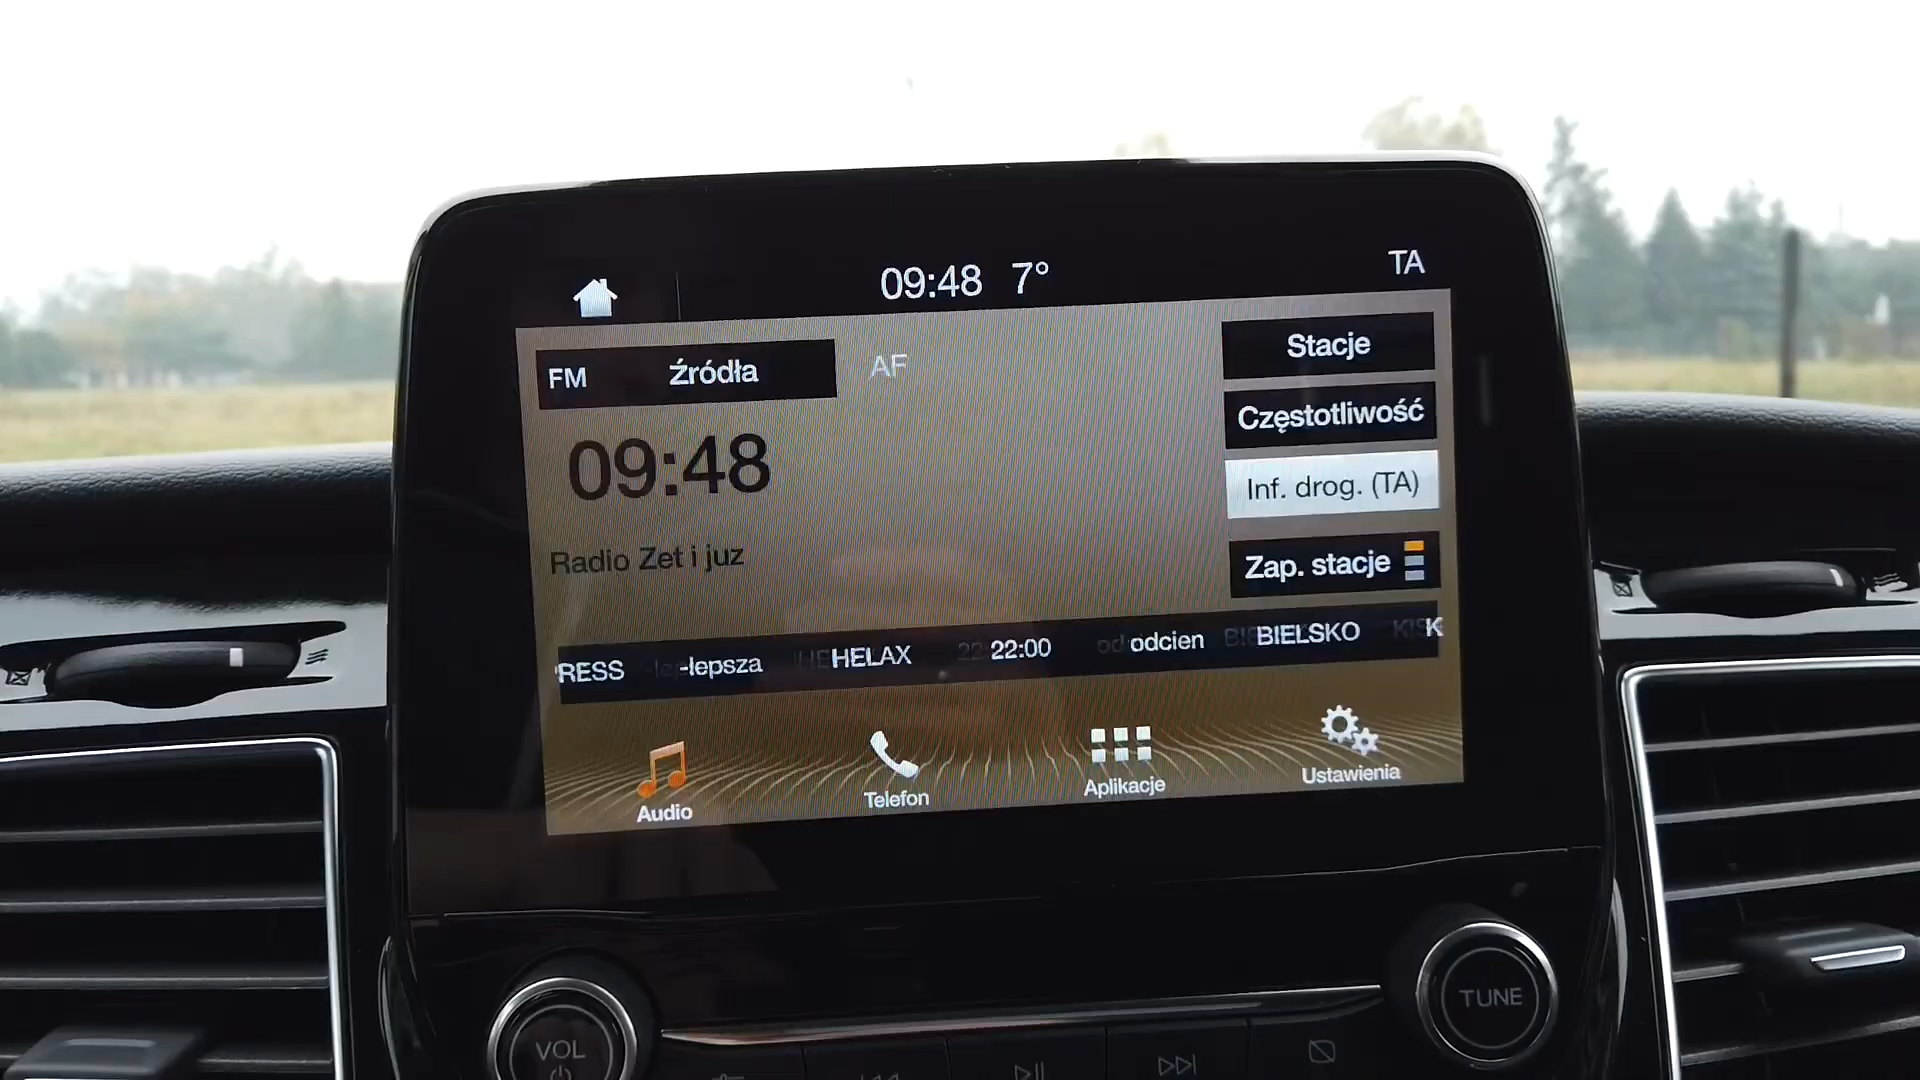 09:48 7° TA
FM Źródła AF
Stacje
Częstotliwość
09:48
Inf. drog. (TA)
Radio Zet i juz
Zap. stacje
RESS -lepsza HELAX 22:00 odcien BIELSKO K
Audio Telefon Aplikacje Ustawienia
VOL
TUNE